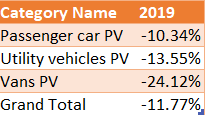 Category Name 2019
Passenger car PV -10.34%
Utility vehicles PV -13.55%
Vans PV -24.12%
Grand Total -11.77%